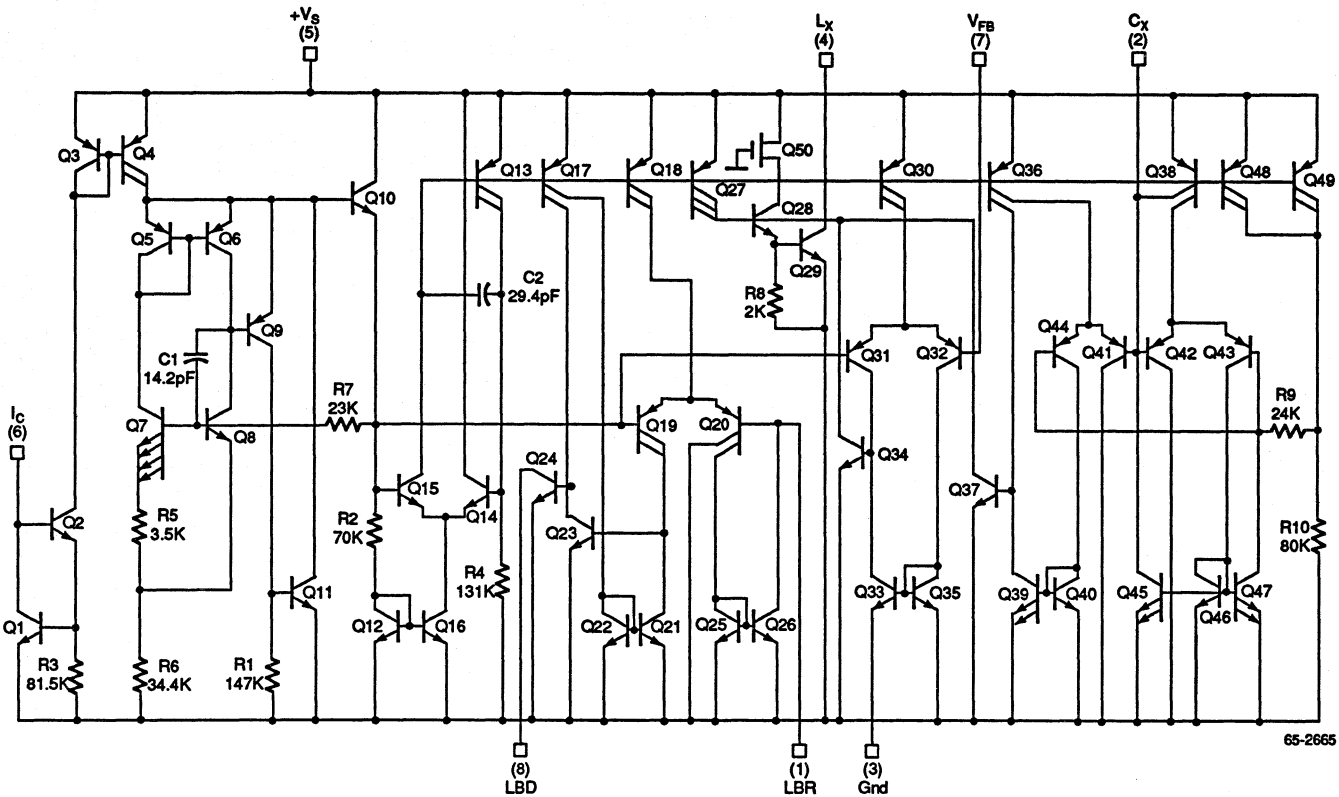 +VS
(5)
LX
(4)
VFB
(7)
CX
(2)
Q3
Q4
Q13
Q17
Q18
Q27
Q50
Q30
Q36
Q38
Q48
Q49
Q10
Q28
Q5
Q6
Q29
C2
29.4pF
R8
2K
Q9
Q44
C1
14.2pF
Q31
Q32
Q41
Q42
Q43
R7
23K
R9
24K
IC
(6)
Q7
Q8
Q19
Q20
Q24
Q34
Q15
Q14
Q37
Q2
R5
3.5K
R2
70K
Q23
R10
80K
R4
131K
Q11
Q33
Q35
Q39
Q40
Q45
Q47
Q46
Q1
Q12
Q16
Q22
Q21
Q25
Q26
R3
81.5K
R6
34.4K
R1
147K
65-2665
(8)
LBD
(1)
LBR
(3)
Gnd